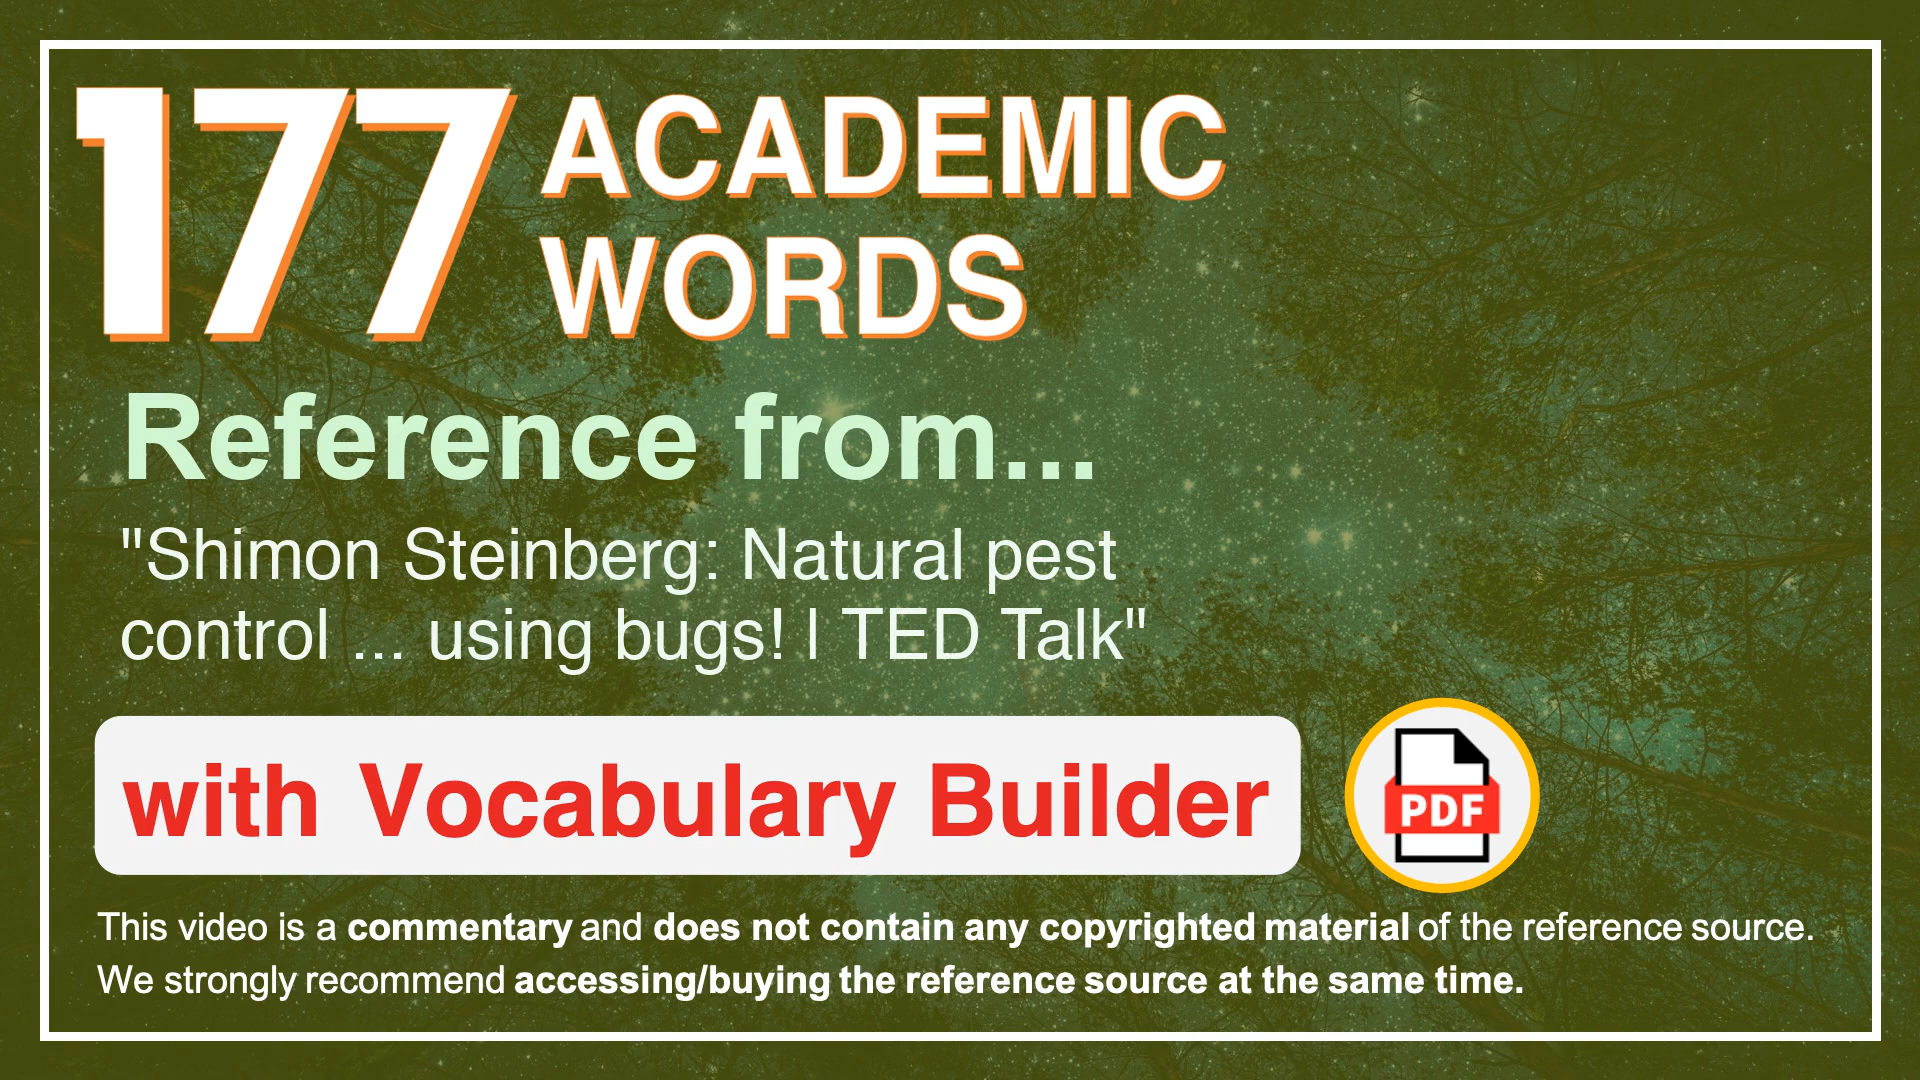 177 ACADEMIC
WORDS
Reference from...
"Shimon Steinberg: Natural pest
control ... using bugs! | TED Talk"
with Vocabulary Builder
PDF
This video is a commentary and does not contain any copyrighted material of the reference source.
We strongly recommend accessing/buying the reference source at the same time.